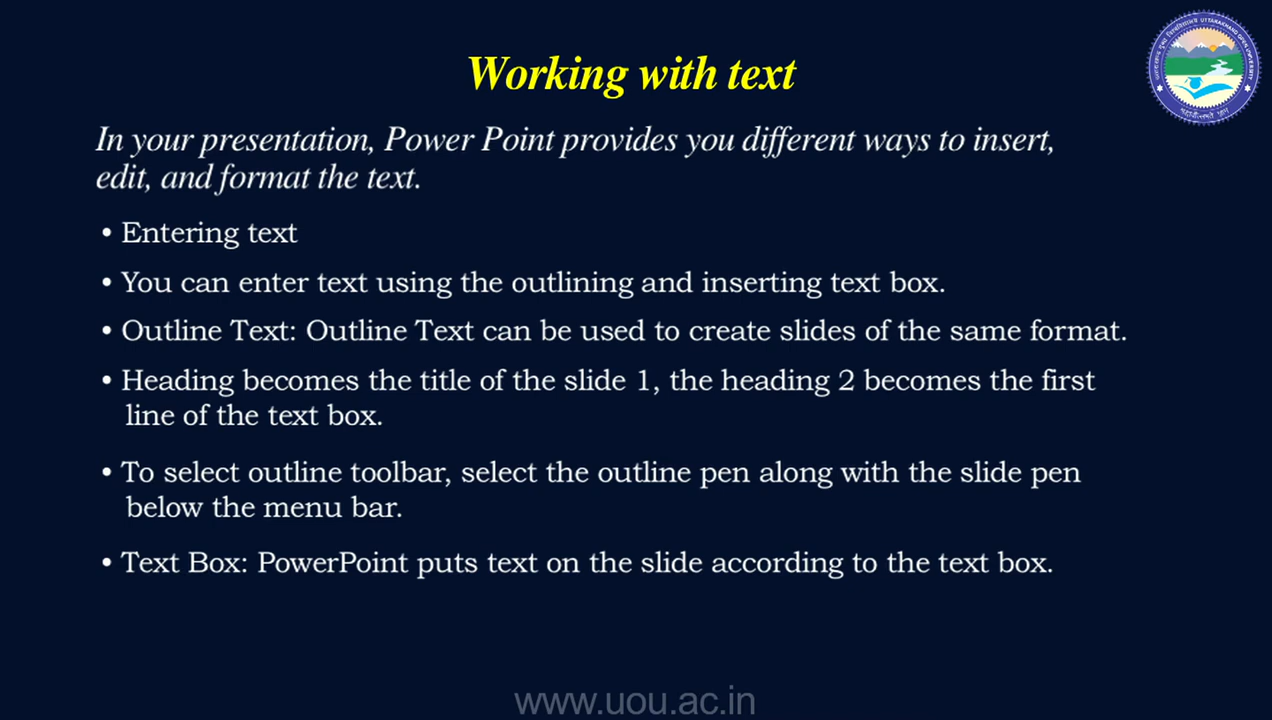 Working with text
In your presentation, Power Point provides you different ways to insert,
edit, and format the text.
• Entering text
• You can enter text using the outlining and inserting text box.
• Outline Text: Outline Text can be used to create slides of the same format.
• Heading becomes the title of the slide 1, the heading 2 becomes the first
line of the text box.
• To select outline toolbar, select the outline pen along with the slide pen
below the menu bar.
• Text Box: PowerPoint puts text on the slide according to the text box.
www.uou.ac.in
UTTARAKHAND OPEN UNIVERSITY